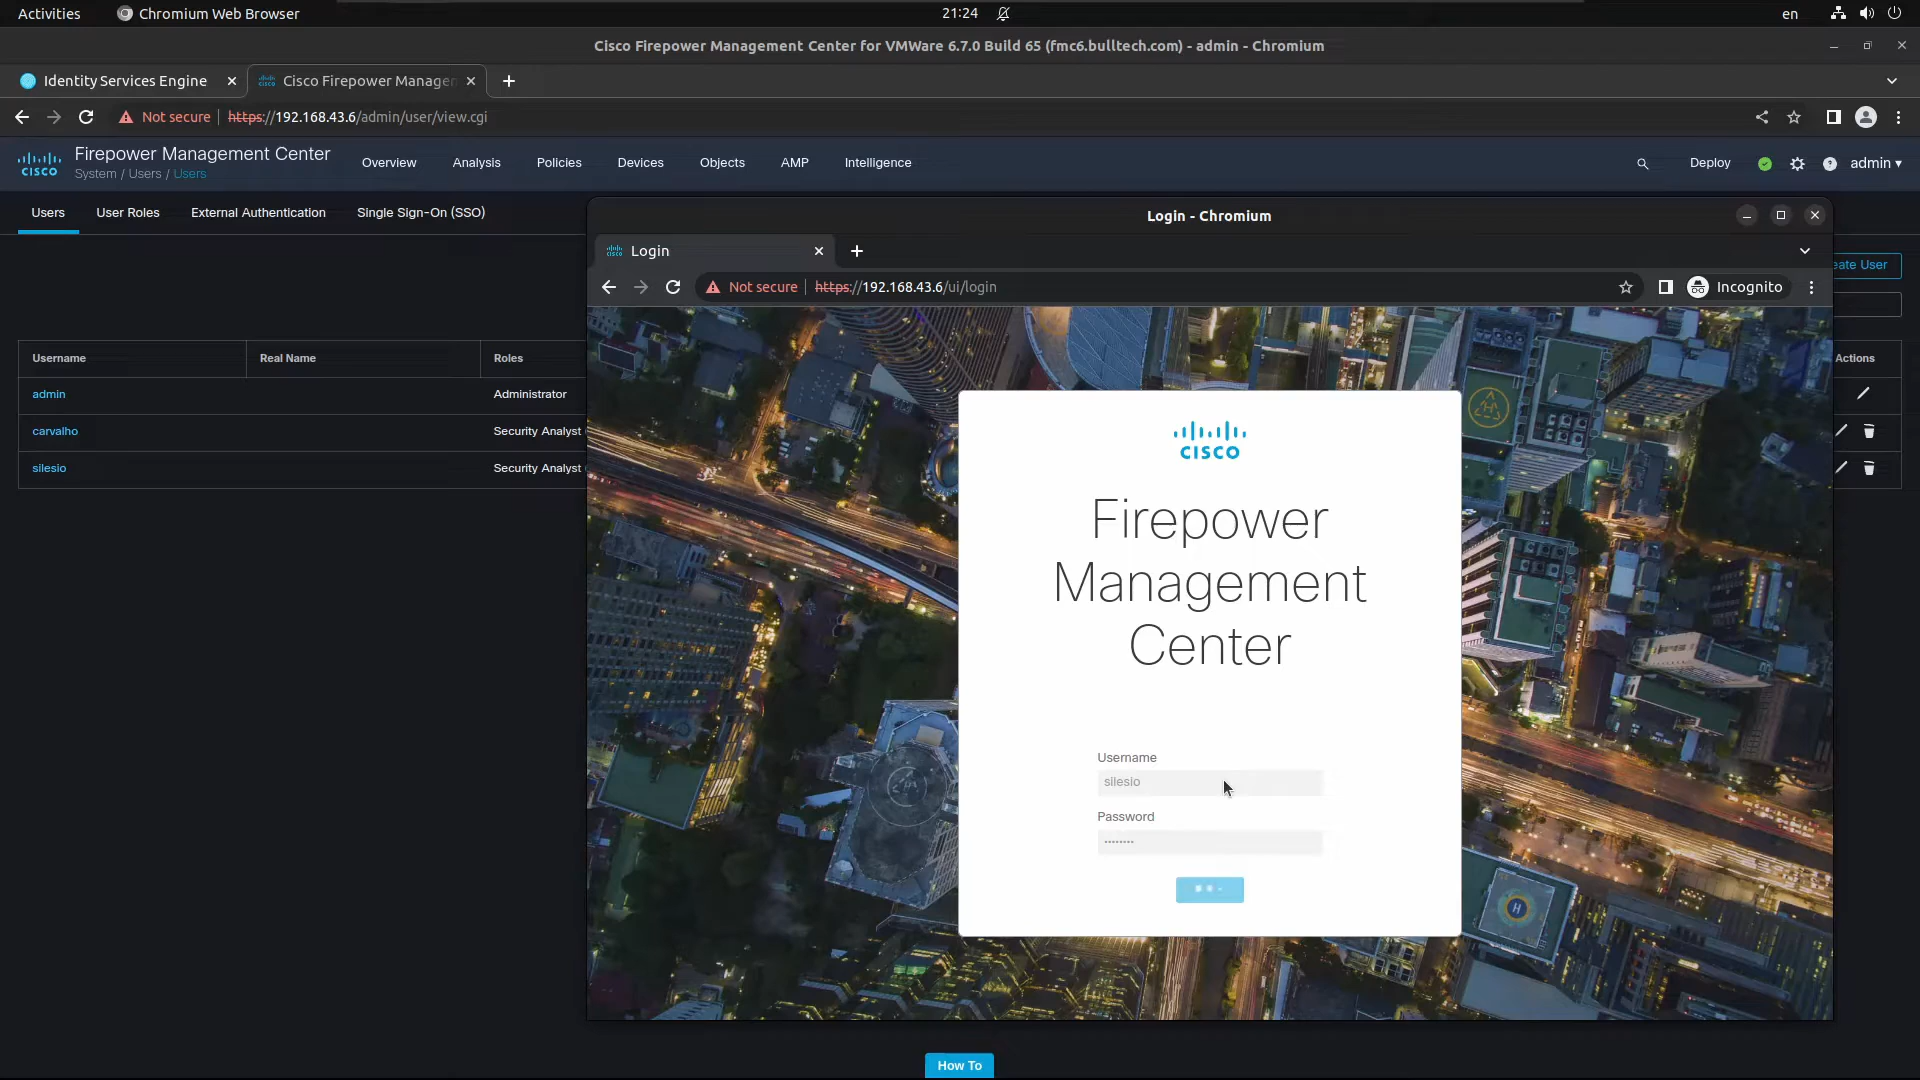 Activities
Chromium Web Browser
21:24
en
Cisco Firepower Management Center for VMWare 6.7.0 Build 65 (fmc6.bulltech.com) - admin - Chromium
Identity Services Engine
Cisco Firepower Manage
Not secure
https://192.168.43.6/admin/user/view.cgi
CISCO
Firepower Management Center
System / Users / Users
Overview
Analysis
Policies
Devices
Objects
AMP
Intelligence
Deploy
admin
Users
User Roles
External Authentication
Single Sign-On (SSO)
Login - Chromium
Login
eate User
Not secure
https://192.168.43.6/ui/login
Incognito
Username
Real Name
Roles
Actions
admin
Administrator
carvalho
Security Analyst
silesio
Security Analyst
CISCO
Firepower
Management
Center
Username
silesio
Password
How To